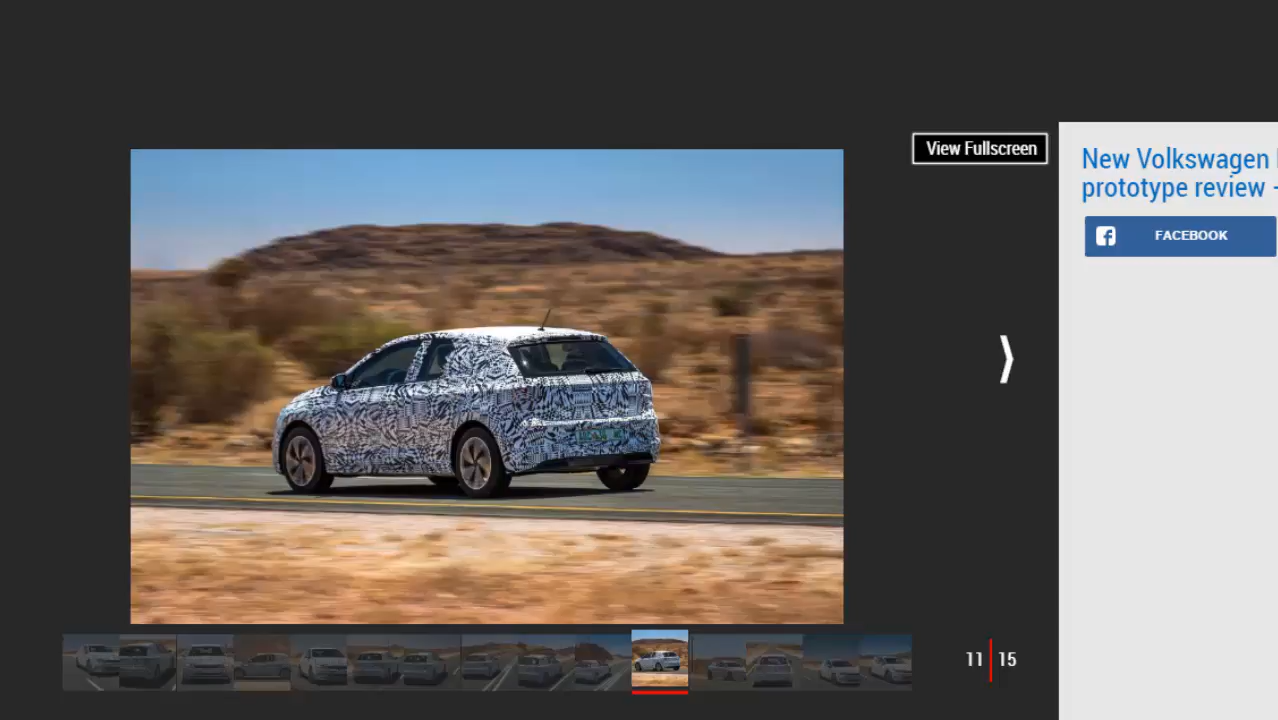 View Fullscreen
New Volkswagen
prototype review -
FACEBOOK
11 15